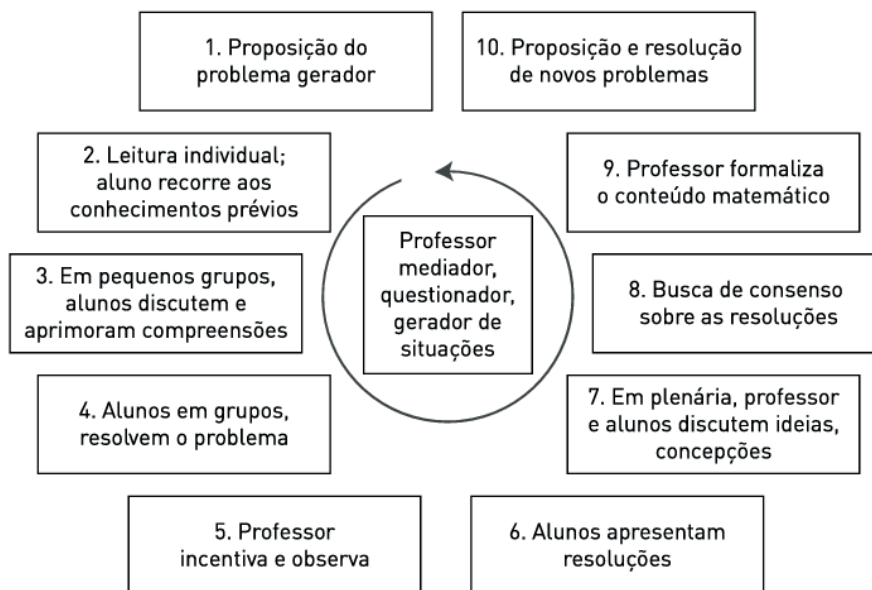 1. Proposição do
problema gerador
2. Leitura individual;
aluno recorre aos
conhecimentos prévios
3. Em pequenos grupos,
alunos discutem e
aprimoram compreensões
4. Alunos em grupos,
resolvem o problema
5. Professor
incentiva e observa
6. Alunos apresentam
resoluções
7. Em plenária, professor
e alunos discutem ideias,
concepções
8. Busca de consenso
sobre as resoluções
9. Professor formaliza
o conteúdo matemático
10. Proposição e resolução
de novos problemas
Professor
mediador,
questionador,
gerador de
situações